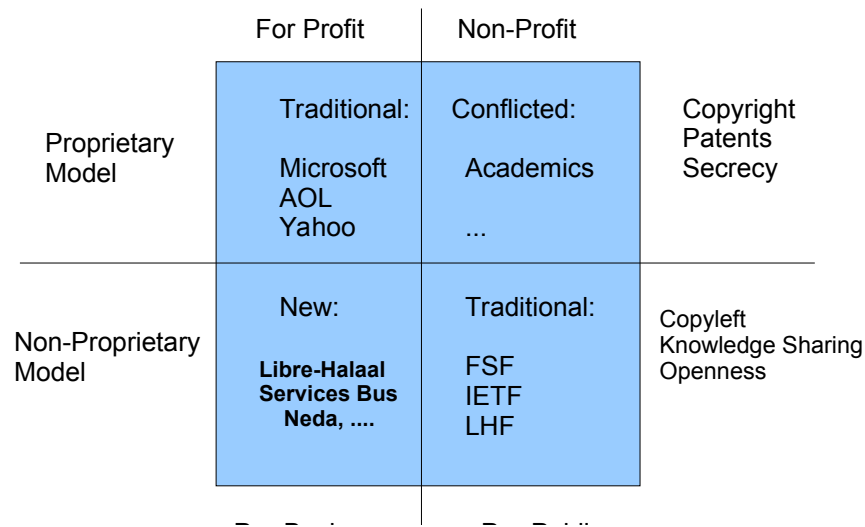 For Profit
Non-Profit
Proprietary
Model
Traditional:
Microsoft
AOL
Yahoo
Conflicted:
Academics
...
Copyright
Patents
Secrecy
Non-Proprietary
Model
New:
Libre-Halaal
Services Bus
Neda, ....
Traditional:
FSF
IETF
LHF
Copyleft
Knowledge Sharing
Openness